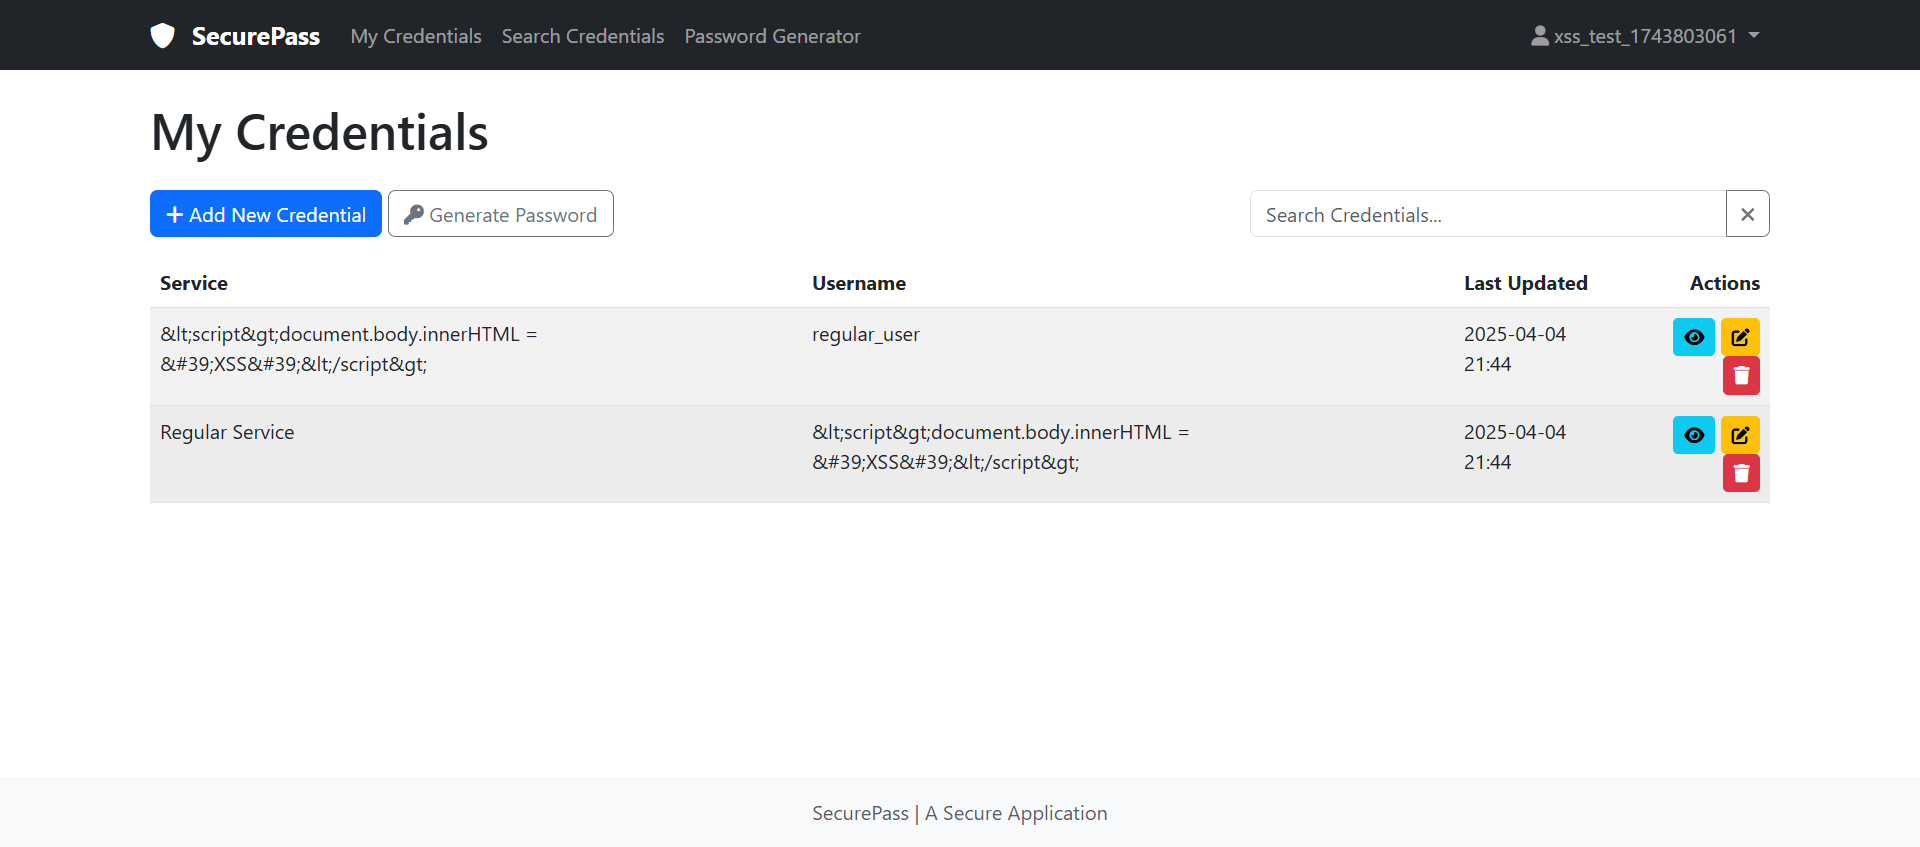 SecurePass My Credentials Search Credentials Password Generator xss_test_1743803061
My Credentials
Add New Credential Generate Password Search Credentials...
Service Username Last Updated Actions
&lt;script&gt;document.body.innerHTML = regular_user 2025-04-04
&#39;XSS&#39;&lt;/script&gt; 21:44
Regular Service &lt;script&gt;document.body.innerHTML = 2025-04-04
&#39;XSS&#39;&lt;/script&gt; 21:44
SecurePass | A Secure Application